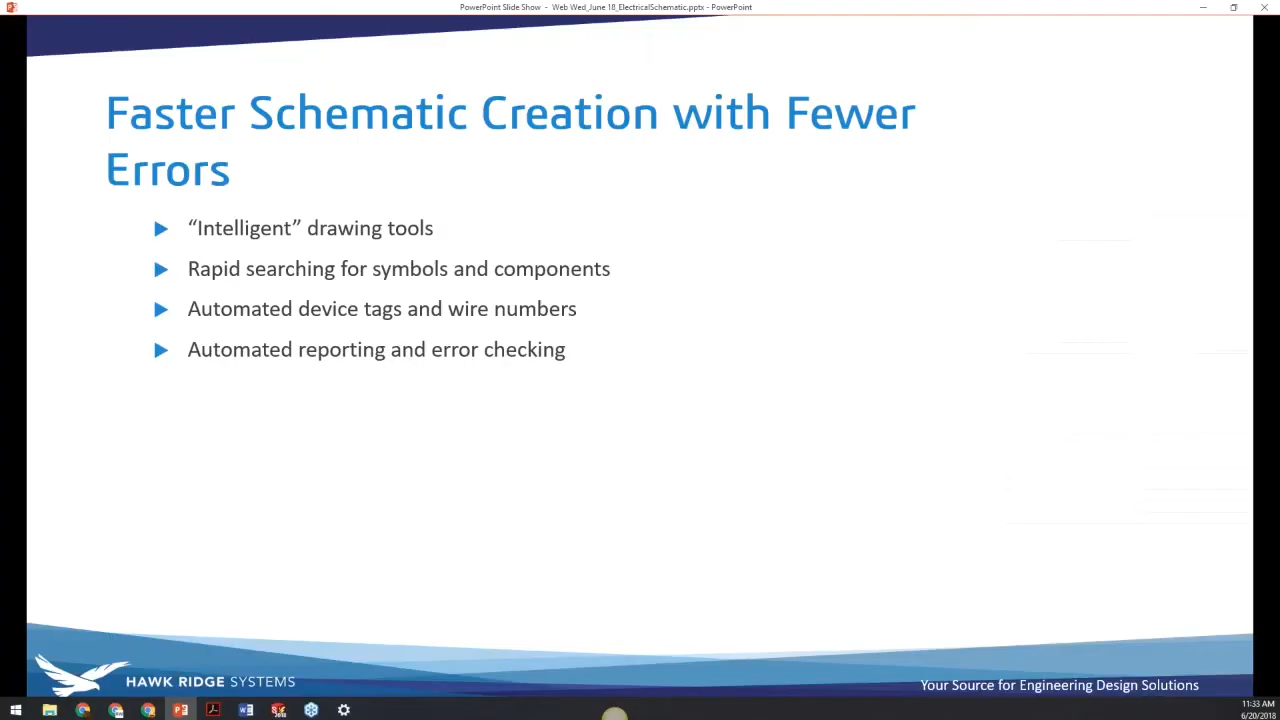 PowerPoint Slide Show - Web Wed_June 18_ElectricalSchematic.pptx - PowerPoint
Faster Schematic Creation with Fewer
Errors
“Intelligent” drawing tools
Rapid searching for symbols and components
Automated device tags and wire numbers
Automated reporting and error checking
HAWK RIDGE SYSTEMS
Your Source for Engineering Design Solutions
11:33 AM
6/20/2018